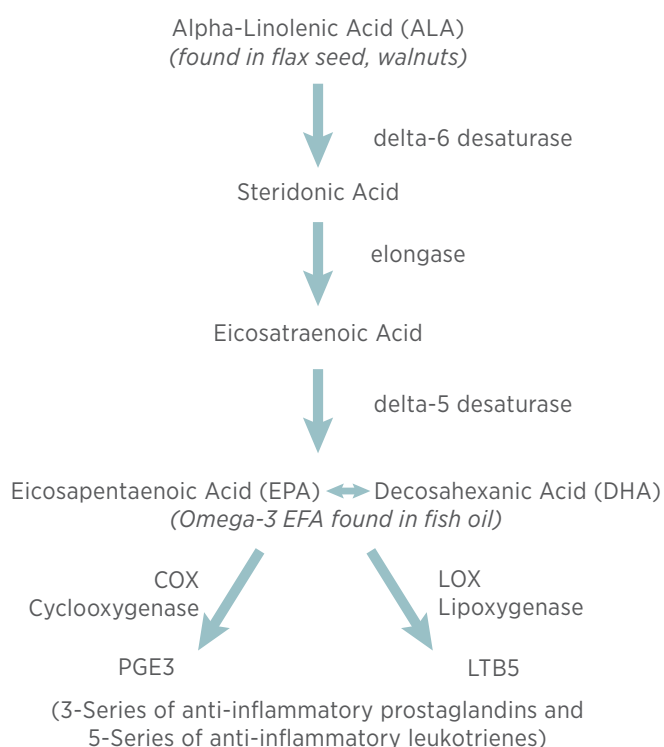 Alpha-Linolenic Acid (ALA)
(found in flax seed, walnuts)
delta-6 desaturase
Steridonic Acid
elongase
Eicosatraenoic Acid
delta-5 desaturase
Eicosapentaenoic Acid (EPA)
Decosahexanic Acid (DHA)
(Omega-3 EFA found in fish oil)
COX
Cyclooxygenase
LOX
Lipoxygenase
PGE3
LTB5
(3-Series of anti-inflammatory prostaglandins and
5-Series of anti-inflammatory leukotrienes)